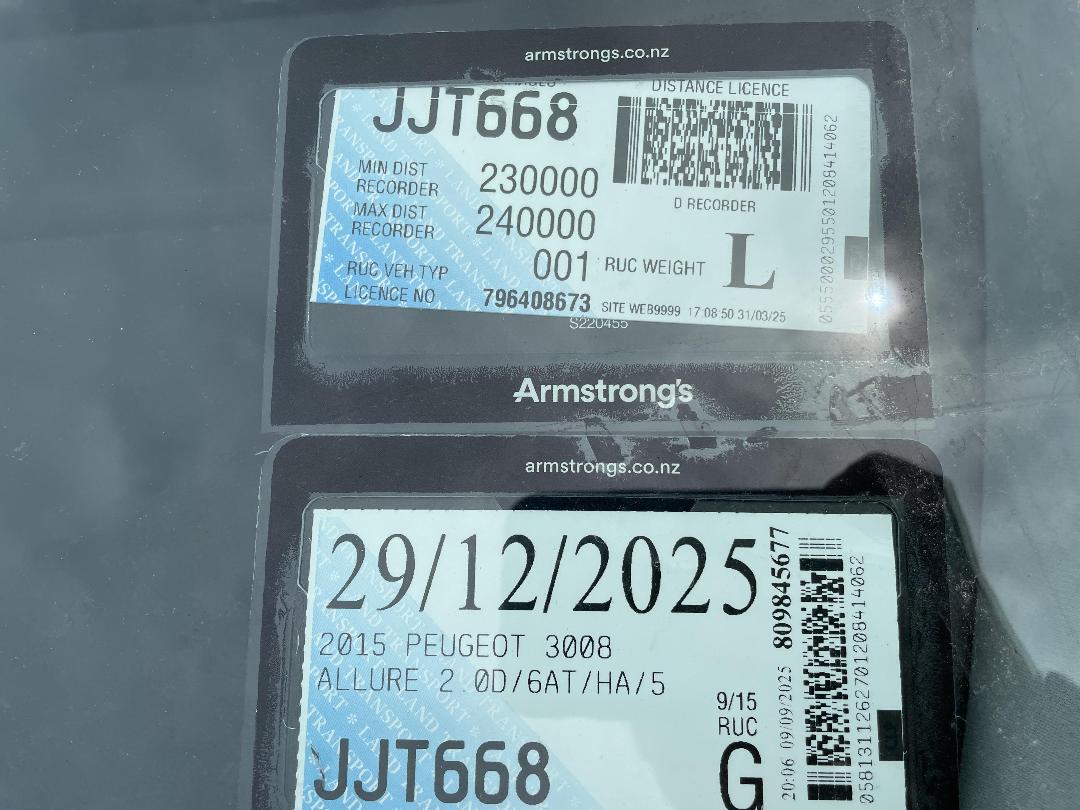 armstrongs.co.nz
DISTANCE LICENCE
JJT668
MIN DIST
RECORDER 230000
D RECORDER
MAX DIST
RECORDER 240000
RUC VEH TYP 001 RUC WEIGHT L
LICENCE NO 796408673 SITE WEB9999 17:08:50 31/03/25
05550000295501208414062
S220455
Armstrong's
armstrongs.co.nz
29/12/2025
2015 PEUGEOT 3008
ALLURE 2.0D/6AT/HA/5
9/15
RUC
G
JJT668
20:06 09/09/2025 809845677
0581311262701208414062